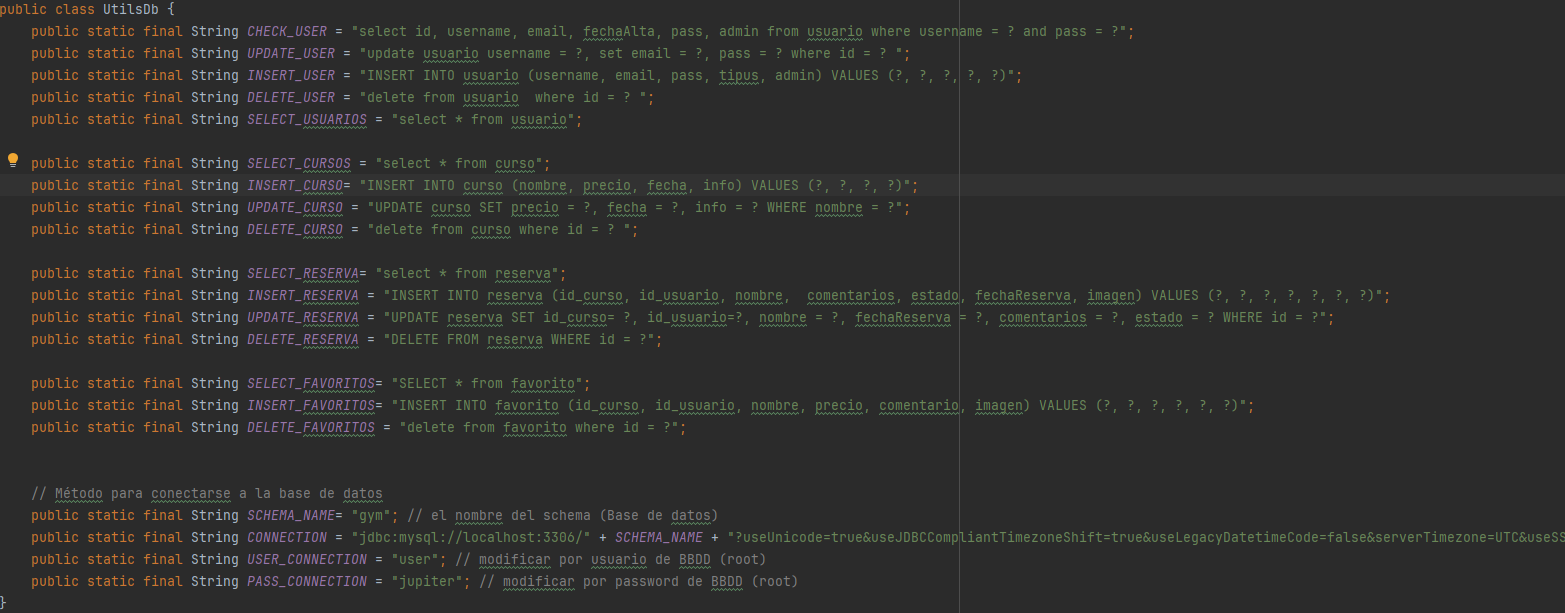 public class UtilsDb {
public static final String CHECK_USER = "select id, username, email, fechaAlta, pass, admin from usuario where username = ? and pass = ?";
public static final String UPDATE_USER = "update usuario username = ?, set email = ?, pass = ? where id = ? ";
public static final String INSERT_USER = "INSERT INTO usuario (username, email, pass, tipus, admin) VALUES (?, ?, ?, ?, ?)";
public static final String DELETE_USER = "delete from usuario  where id = ? ";
public static final String SELECT_USUARIOS = "select * from usuario";
public static final String SELECT_CURSOS = "select * from curso";
public static final String INSERT_CURSO= "INSERT INTO curso (nombre, precio, fecha, info) VALUES (?, ?, ?, ?)";
public static final String UPDATE_CURSO = "UPDATE curso SET precio = ?, fecha = ?, info = ? WHERE nombre = ?";
public static final String DELETE_CURSO = "delete from curso where id = ? ";
public static final String SELECT_RESERVA= "select * from reserva";
public static final String INSERT_RESERVA = "INSERT INTO reserva (id_curso, id_usuario, nombre,  comentarios, estado, fechaReserva, imagen) VALUES (?, ?, ?, ?, ?, ?, ?)";
public static final String UPDATE_RESERVA = "UPDATE reserva SET id_curso= ?, id_usuario=?, nombre = ?, fechaReserva = ?, comentarios = ?, estado = ? WHERE id = ?";
public static final String DELETE_RESERVA = "DELETE FROM reserva WHERE id = ?";
public static final String SELECT_FAVORITOS= "SELECT * from favorito";
public static final String INSERT_FAVORITOS= "INSERT INTO favorito (id_curso, id_usuario, nombre, precio, comentario, imagen) VALUES (?, ?, ?, ?, ?, ?)";
public static final String DELETE_FAVORITOS = "delete from favorito where id = ?";
// Método para conectarse a la base de datos
public static final String SCHEMA_NAME= "gym"; // el nombre del schema (Base de datos)
public static final String CONNECTION = "jdbc:mysql://localhost:3306/" + SCHEMA_NAME + "?useUnicode=true&useJDBCCompliantTimezoneShift=true&useLegacyDatetimeCode=false&serverTimezone=UTC&useSS
public static final String USER_CONNECTION = "user"; // modificar por usuario de BBDD (root)
public static final String PASS_CONNECTION = "jupiter"; // modificar por password de BBDD (root)
}